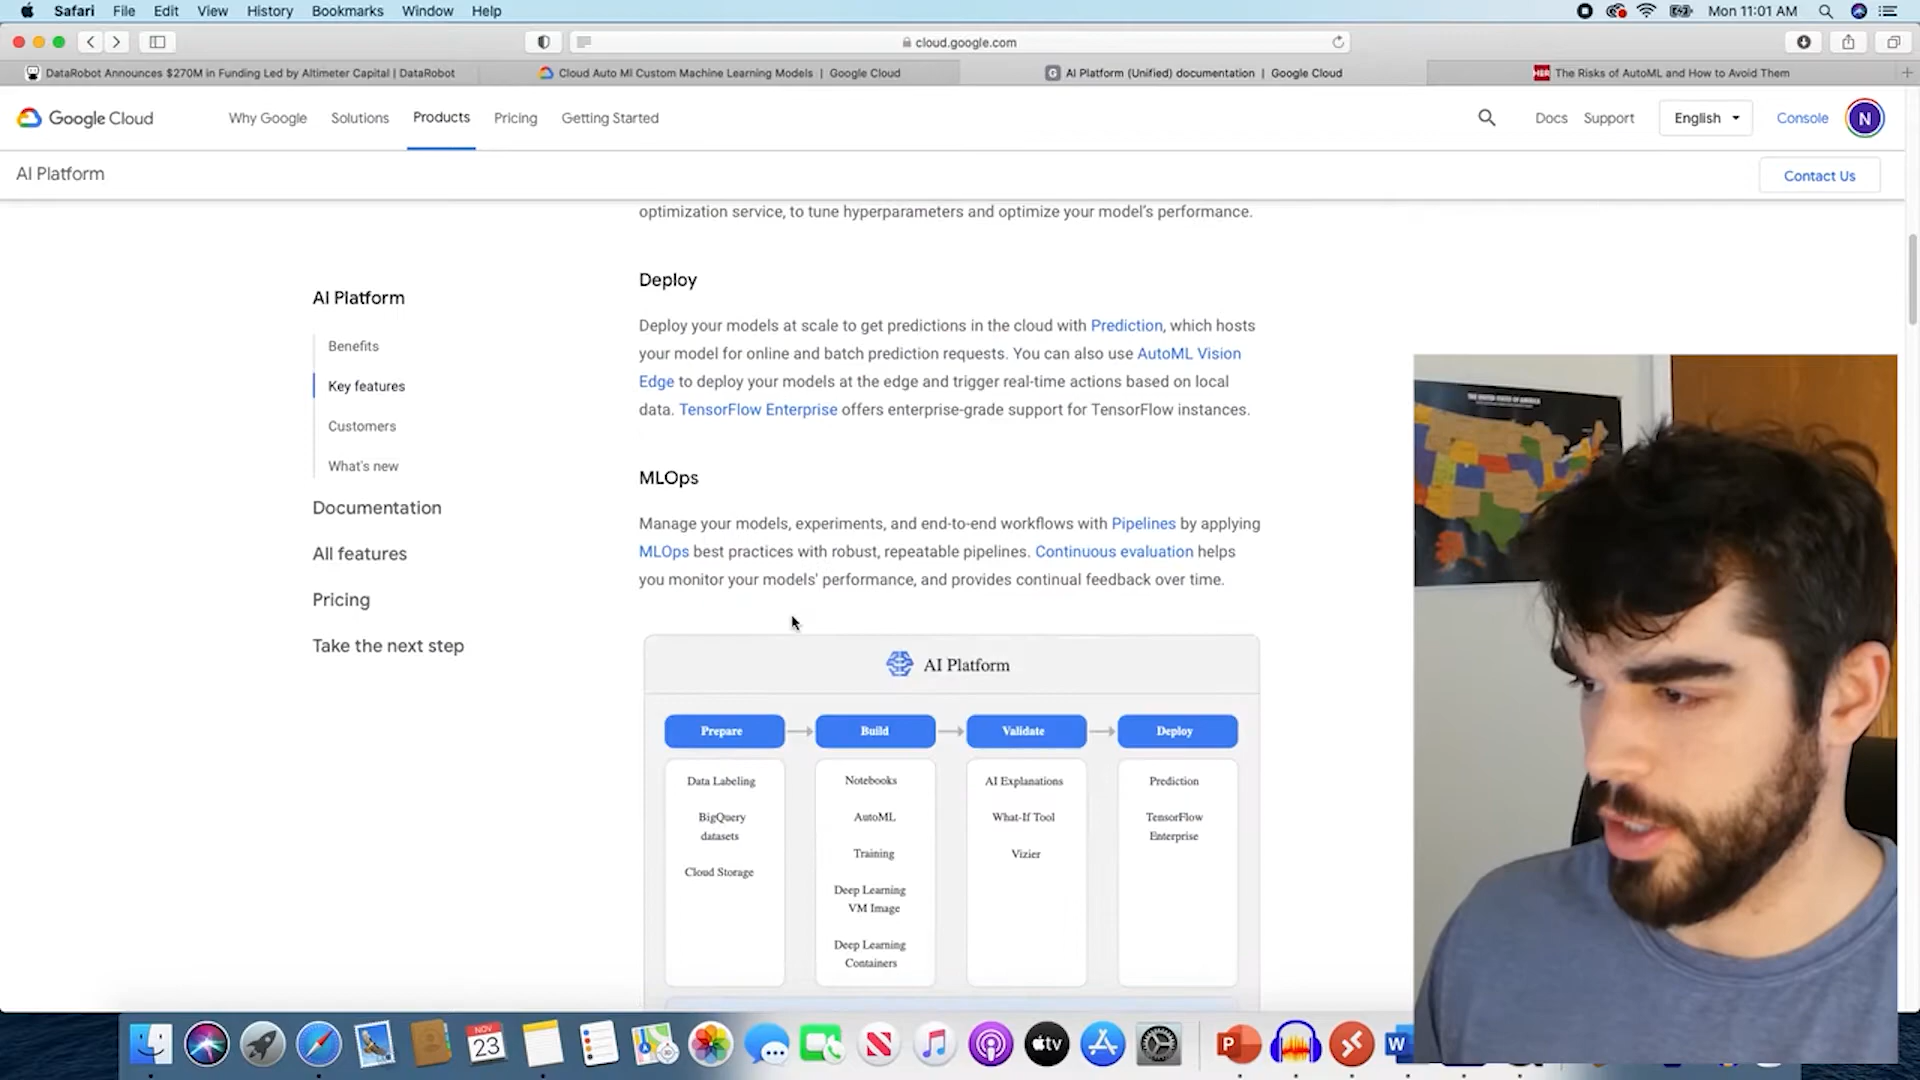 Safari File Edit View History Bookmarks Window Help Mon 11:01 AM
cloud.google.com
DataRobot Announces $270M in Funding Led by Altimeter Capital | DataRobot
Cloud Auto Ml Custom Machine Learning Models | Google Cloud
AI Platform (Unified) documentation | Google Cloud
HBR The Risks of AutoML and How to Avoid Them
Google Cloud
Why Google Solutions Products Pricing Getting Started
Docs Support English Console N
AI Platform
Contact Us
optimization service, to tune hyperparameters and optimize your model's performance.
AI Platform
Benefits
Key features
Customers
What's new
Documentation
All features
Pricing
Take the next step
Deploy
Deploy your models at scale to get predictions in the cloud with Prediction, which hosts
your model for online and batch prediction requests. You can also use AutoML Vision
Edge to deploy your models at the edge and trigger real-time actions based on local
data. TensorFlow Enterprise offers enterprise-grade support for TensorFlow instances.
MLOps
Manage your models, experiments, and end-to-end workflows with Pipelines by applying
MLOps best practices with robust, repeatable pipelines. Continuous evaluation helps
you monitor your models' performance, and provides continual feedback over time.
AI Platform
Prepare Build Validate Deploy
Data Labeling
BigQuery
datasets
Cloud Storage
Notebooks
AutoML
Training
Deep Learning
VM Image
Deep Learning
Containers
AI Explanations
What-If Tool
Vizier
Prediction
TensorFlow
Enterprise
THE UNITED STATES OF AMERICA
NOV
23
tv
P
W